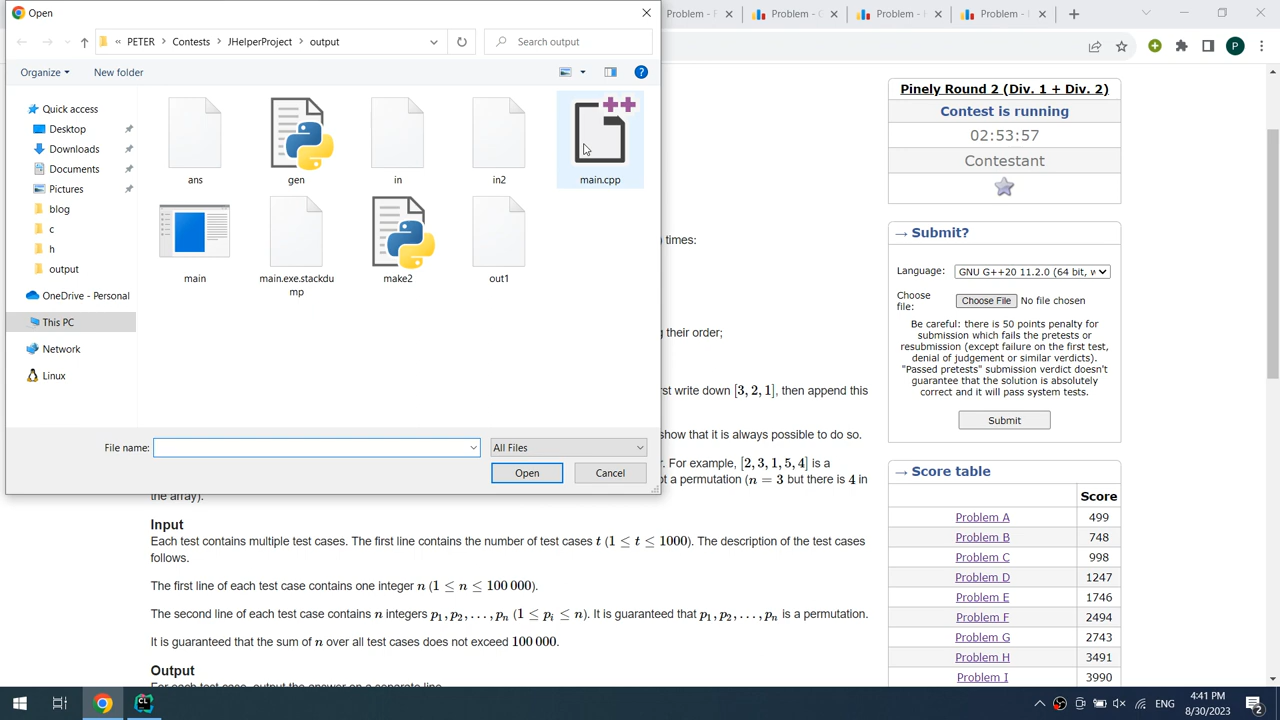 Open
Problem - 
Problem - 
Problem - 
Problem - 
PETER
Contests
JHelperProject
output
Search output
Organize
New folder
Quick access
Desktop
Downloads
Documents
Pictures
blog
c
h
output
OneDrive - Personal
This PC
Network
Linux
ans
gen
in
in2
main.cpp
main
main.exe.stackdu
mp
make2
out1
File name:
All Files
Open
Cancel
P
) times:
g their order;
rst write down [3, 2, 1], then append this
show that it is always possible to do so.
r. For example, [2, 3, 1, 5, 4] is a
ot a permutation (n = 3 but there is 4 in
the array).
Input
Each test contains multiple test cases. The first line contains the number of test cases t (1 ≤ t ≤ 1000). The description of the test cases
follows.
The first line of each test case contains one integer n (1 ≤ n ≤ 100 000).
The second line of each test case contains n integers p1, p2, . . . , pn (1 ≤ pi ≤ n). It is guaranteed that p1, p2, . . . , pn is a permutation.
It is guaranteed that the sum of n over all test cases does not exceed 100 000.
Output
For each test case, output the answer on a separate line.
Pinely Round 2 (Div. 1 + Div. 2)
Contest is running
02:53:57
Contestant
→ Submit?
Language:
GNU G++20 11.2.0 (64 bit, w
Choose
file:
Choose File No file chosen
Be careful: there is 50 points penalty for
submission which fails the pretests or
resubmission (except failure on the first test,
denial of judgement or similar verdicts).
"Passed pretests" submission verdict doesn't
guarantee that the solution is absolutely
correct and it will pass system tests.
Submit
→ Score table
Score
Problem A 499
Problem B 748
Problem C 998
Problem D 1247
Problem E 1746
Problem F 2494
Problem G 2743
Problem H 3491
Problem I 3990
CL
ENG
4:41 PM
8/30/2023
2